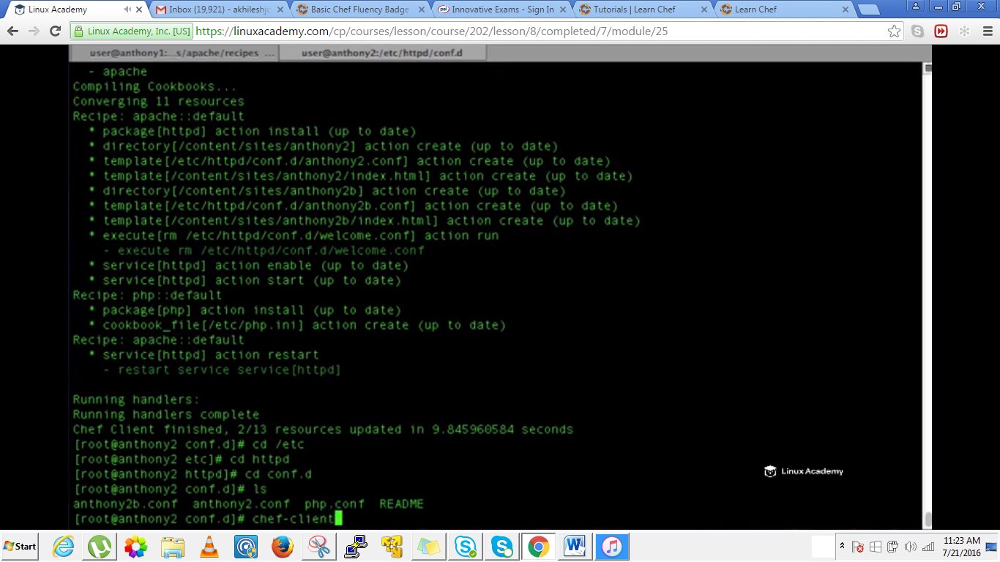 Linux Academy
Inbox (19,921) - akhileshjo
Basic Chef Fluency Badge
Innovative Exams - Sign In
Tutorials | Learn Chef
Learn Chef
Linux Academy, Inc. [US]
https://linuxacademy.com/cp/courses/lesson/course/202/lesson/8/completed/7/module/25
user@anthony1:...s/apache/recipes ...
user@anthony2:/etc/httpd/conf.d
- apache
Compiling Cookbooks...
Converging 11 resources
Recipe: apache::default
* package[httpd] action install (up to date)
* directory[/content/sites/anthony2] action create (up to date)
* template[/etc/httpd/conf.d/anthony2.conf] action create (up to date)
* template[/content/sites/anthony2/index.html] action create (up to date)
* directory[/content/sites/anthony2b] action create (up to date)
* template[/etc/httpd/conf.d/anthony2b.conf] action create (up to date)
* template[/content/sites/anthony2b/index.html] action create (up to date)
* execute[rm /etc/httpd/conf.d/welcome.conf] action run
- execute rm /etc/httpd/conf.d/welcome.conf
* service[httpd] action enable (up to date)
* service[httpd] action start (up to date)
Recipe: php::default
* package[php] action install (up to date)
* cookbook_file[/etc/php.ini] action create (up to date)
Recipe: apache::default
* service[httpd] action restart
- restart service service[httpd]
Running handlers:
Running handlers complete
Chef Client finished, 2/13 resources updated in 9.845960584 seconds
[root@anthony2 conf.d]# cd /etc
[root@anthony2 etc]# cd httpd
[root@anthony2 httpd]# cd conf.d
[root@anthony2 conf.d]# ls
anthony2b.conf anthony2.conf php.conf README
[root@anthony2 conf.d]# chef-client
Linux Academy
Start
11:23 AM
7/21/2016